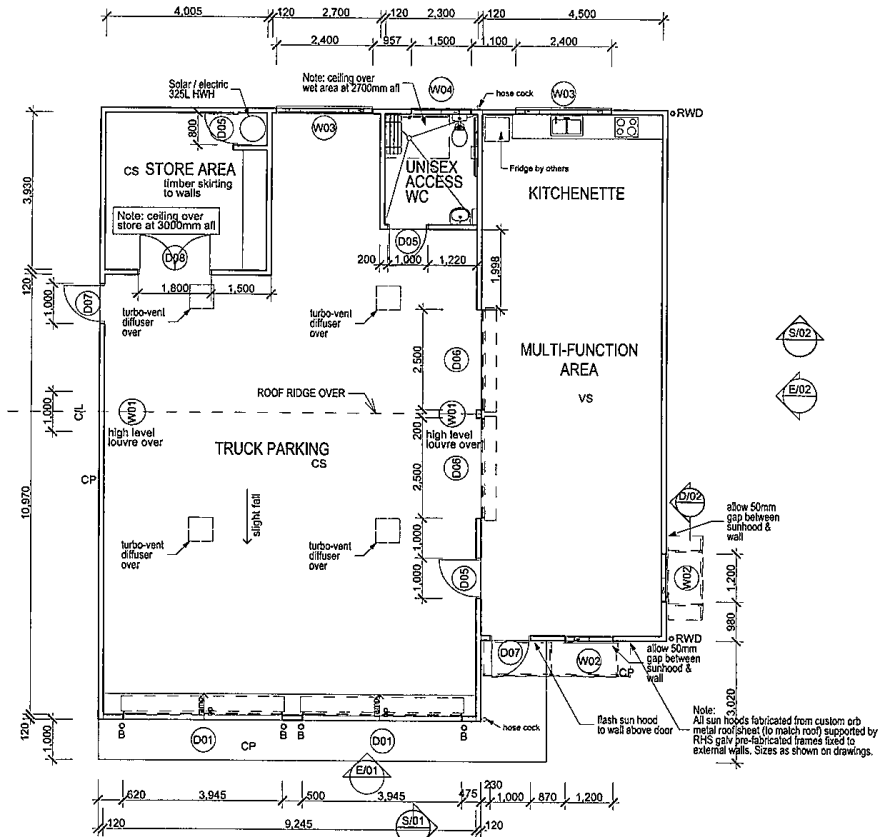 4,005
120
2,700
120
2,300
120
4,500
2,400
957
1,500
1,100
2,400
Solar / electric
325L HWH
Note: ceiling over
wet area at 2700mm afl
W04
hose cock
W03
RWD
800
D05
W03
Fridge by others
CS STORE AREA
timber skirting
to walls
UNISEX
ACCESS
WC
KITCHENETTE
3,930
Note: ceiling over
store at 3000mm afl
D08
D05
200
1,000
1,220
1,998
120
1,000
D07
1,800
1,500
turbo-vent
diffuser
over
turbo-vent
diffuser
over
S/02
2,500
D06
MULTI-FUNCTION
AREA
VS
E/02
ROOF RIDGE OVER
1,000
C/L
W01
high level
louvre over
W01
high level
louvre over
200
TRUCK PARKING
CS
2,500
D06
CP
10,970
slight fall
D/02
allow 50mm
gap between
sunhood &
wall
turbo-vent
diffuser
over
turbo-vent
diffuser
over
1,000
1,000
D05
W02
1,200
980
RWD
D07
W02
CP
allow 50mm
gap between
sunhood &
wall
3,020
120
1,000
B
D01
CP
B
B
D01
B
hose cock
flash sun hood
to wall above door
Note:
All sun hoods fabricated from custom orb
metal roof sheet (to match roof) supported by
RHS galv pre-fabricated frames fixed to
external walls. Sizes as shown on drawings.
E/01
620
3,945
500
3,945
475
230
1,000
870
1,200
120
9,245
S/01
120